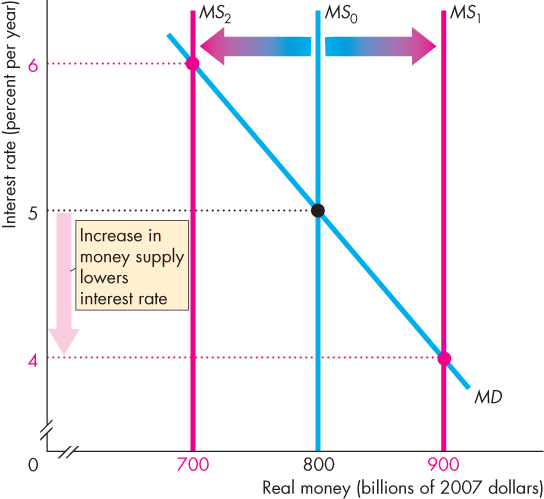 MS2
MS0
MS1
Interest rate (percent per year)
6
5
Increase in
money supply
lowers
interest rate
4
MD
0
700
800
900
Real money (billions of 2007 dollars)